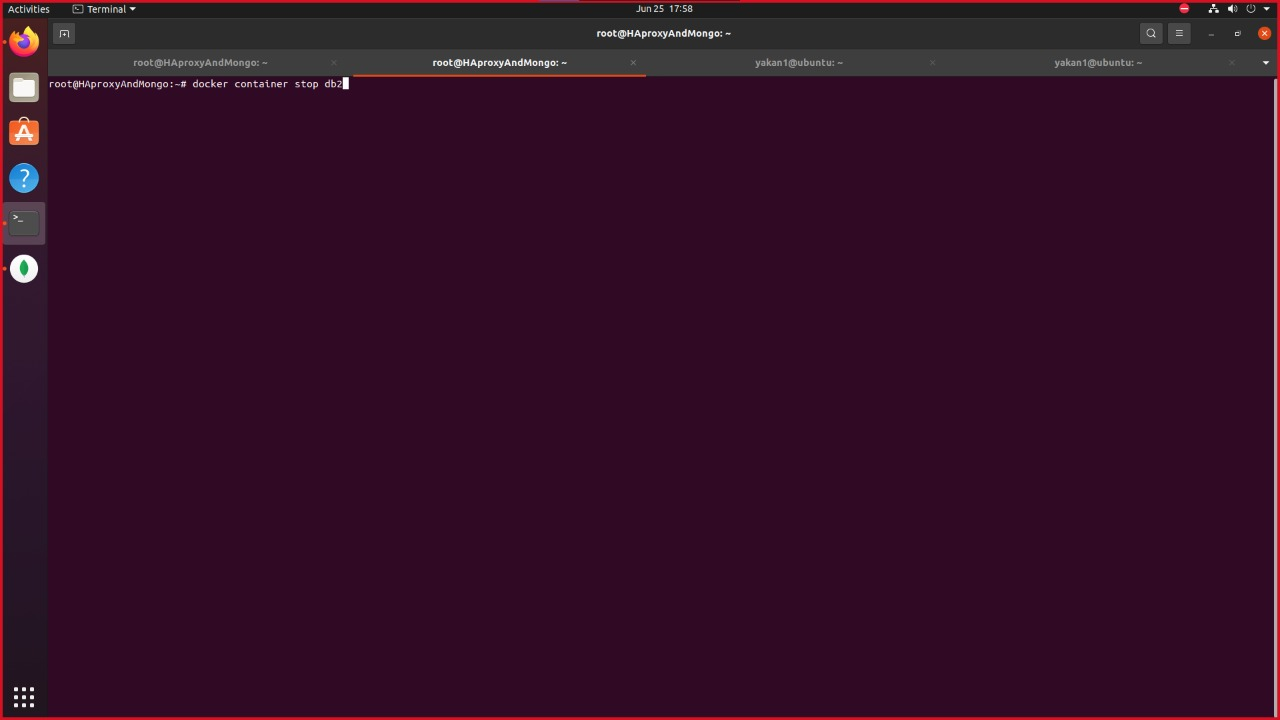 Activities
Terminal
Jun 25 17:58
root@HAproxyAndMongo: ~
root@HAproxyAndMongo: ~
root@HAproxyAndMongo: ~
yakan1@ubuntu: ~
yakan1@ubuntu: ~
root@HAproxyAndMongo:~# docker container stop db2